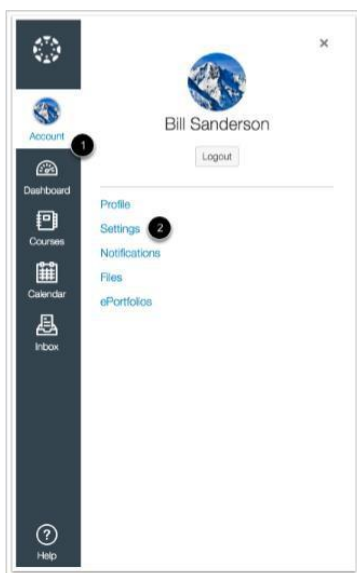 Account
1
Dashboard
Courses
Calendar
Inbox
Help
×
Bill Sanderson
Logout
Profile
Settings 2
Notifications
Files
ePortfolios